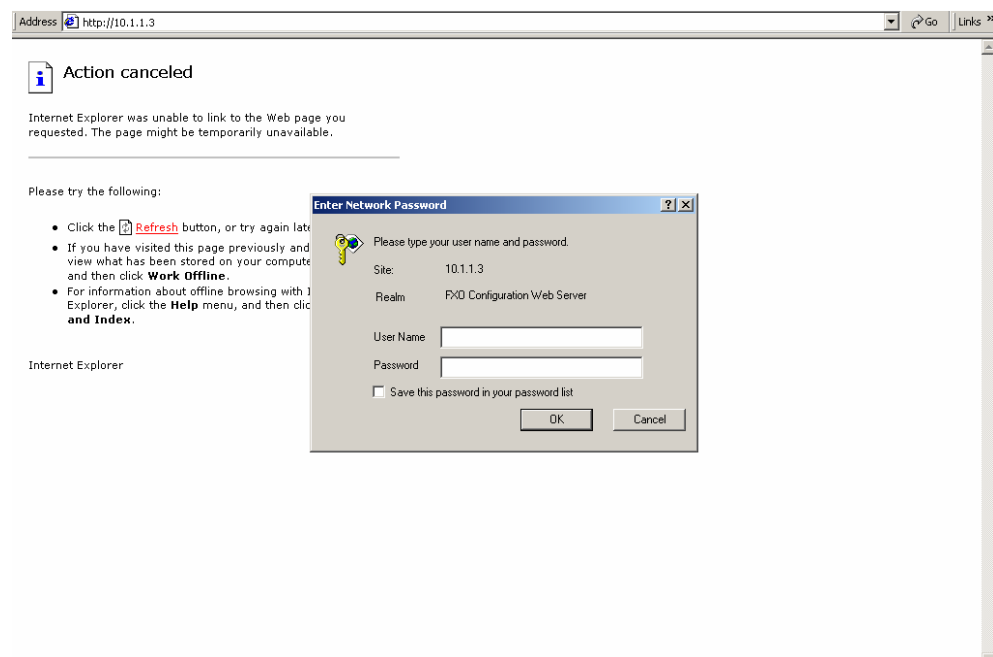 Address http://10.1.1.3 Go Links »
Action canceled
Internet Explorer was unable to link to the Web page you
requested. The page might be temporarily unavailable.
Please try the following:
Click the Refresh button, or try again late
If you have visited this page previously and
view what has been stored on your compute
and then click Work Offline.
For information about offline browsing with I
Explorer, click the Help menu, and then clic
and Index.
Internet Explorer
Enter Network Password
Please type your user name and password.
Site: 10.1.1.3
Realm FXO Configuration Web Server
User Name
Password
Save this password in your password list
OK Cancel